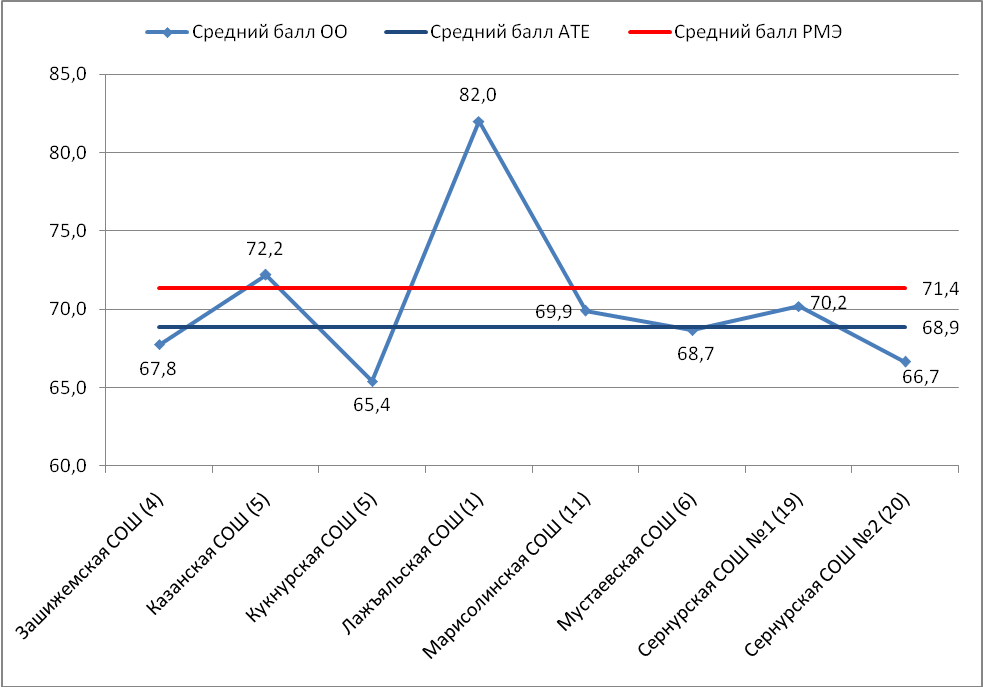 Средний балл ОО Средний балл АТЕ Средний балл РМЭ
85,0
80,0
75,0
70,0
65,0
60,0
67,8
72,2
65,4
82,0
69,9
68,7
70,2
66,7
71,4
68,9
Зашижемская СОШ (4)
Казанская СОШ (5)
Кукнурская СОШ (5)
Лажъяльская СОШ (1)
Марисолинская СОШ (11)
Мустаевская СОШ (6)
Сернурская СОШ №1 (19)
Сернурская СОШ №2 (20)